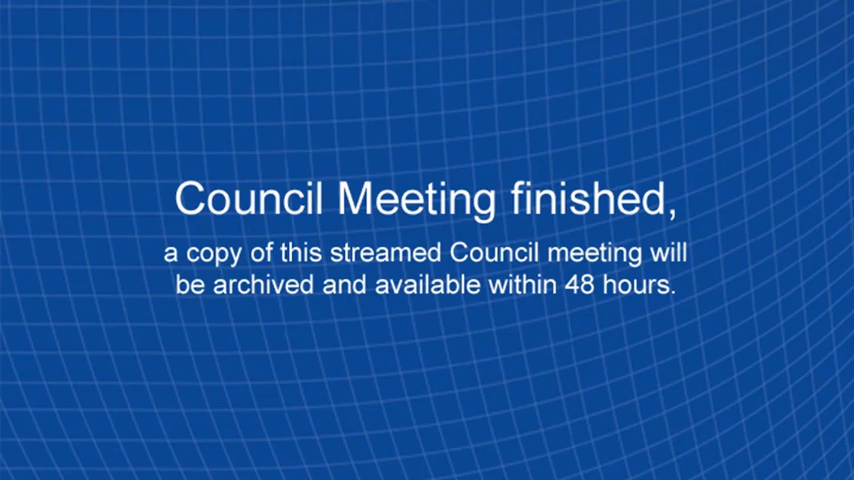 Council Meeting finished,
a copy of this streamed Council meeting will
be archived and available within 48 hours.